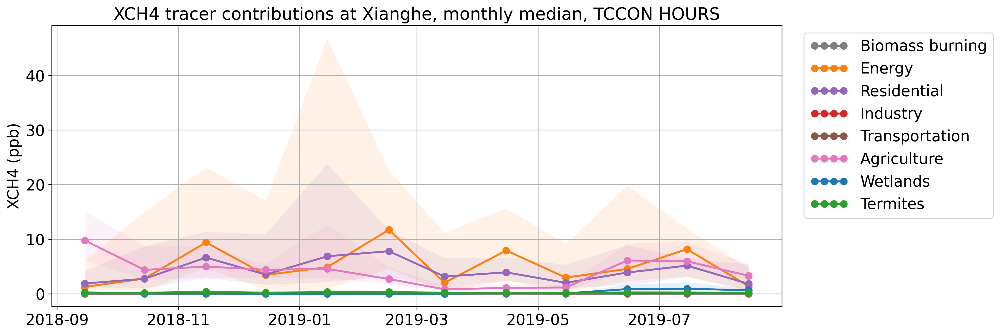 XCH4 tracer contributions at Xianghe, monthly median, TCCON HOURS
XCH4 (ppb)
40
30
20
10
0
2018-09
2018-11
2019-01
2019-03
2019-05
2019-07
Biomass burning
Energy
Residential
Industry
Transportation
Agriculture
Wetlands
Termites